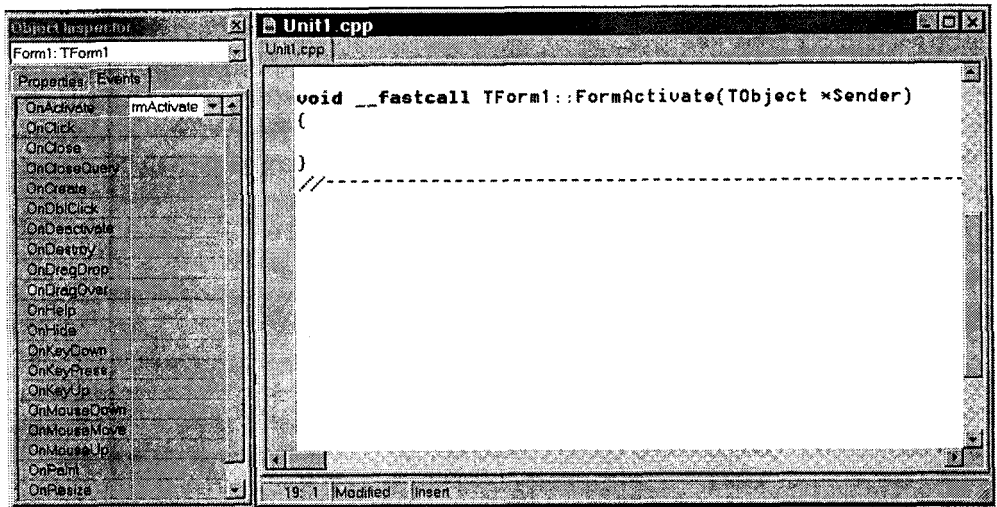 Object Inspector
Form1: TForm1
Properties Events
OnActivate rmActivate
OnClick
OnClose
OnCloseQuery
OnCreate
OnDblClick
OnDeactivate
OnDestroy
OnDragDrop
OnDragOver
OnHelp
OnHide
OnKeyDown
OnKeyPress
OnKeyUp
OnMouseDown
OnMouseMove
OnMouseUp
OnPaint
OnResize
Unit1.cpp
Unit1.cpp
void __fastcall TForm1::FormActivate(TObject *Sender)
{
}
//---------------------------------------------------------
19: 1 Modified Insert